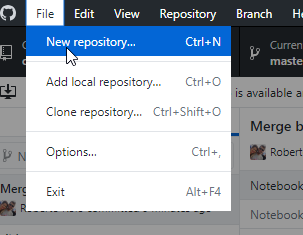 File Edit View Repository Branch H
New repository... Ctrl+N
Curren
maste
Add local repository... Ctrl+O
is available a
Clone repository... Ctrl+Shift+O
Merge b
Robert
Options... Ctrl+,
Notebook
Exit Alt+F4
Notebook